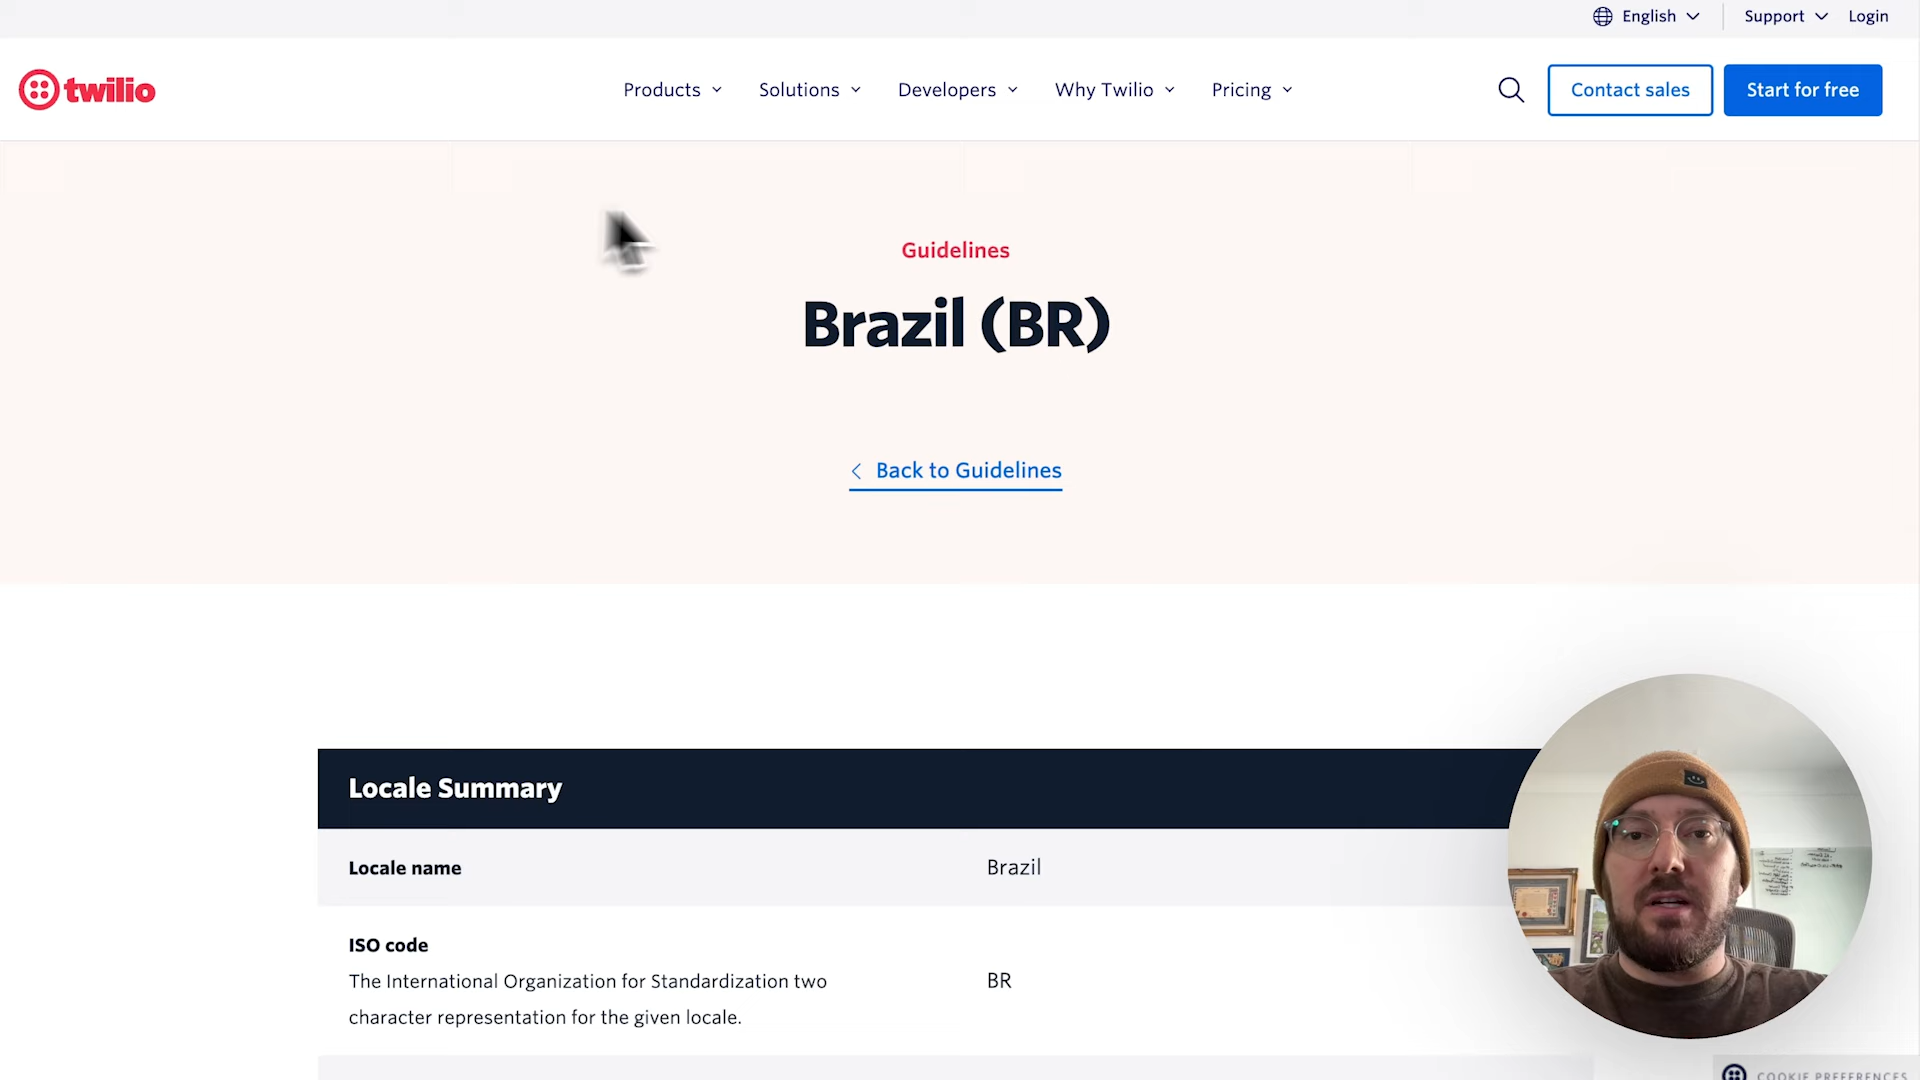 English
Support
Login
twilio
Products
Solutions
Developers
Why Twilio
Pricing
Contact sales
Start for free
Guidelines
Brazil (BR)
Back to Guidelines
Locale Summary
Locale name
Brazil
ISO code
The International Organization for Standardization two
character representation for the given locale.
BR
COOKIE PREFERENCES